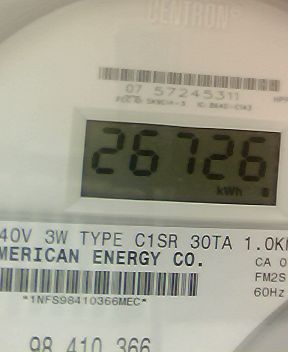 CENTRON®
07 57245311
26726
kWh
40V 3W TYPE C1SR 30TA 1.0K
MERICAN ENERGY CO.
CA 0
FM2S
60Hz
*1NFS98410366MEC*
98 410 366